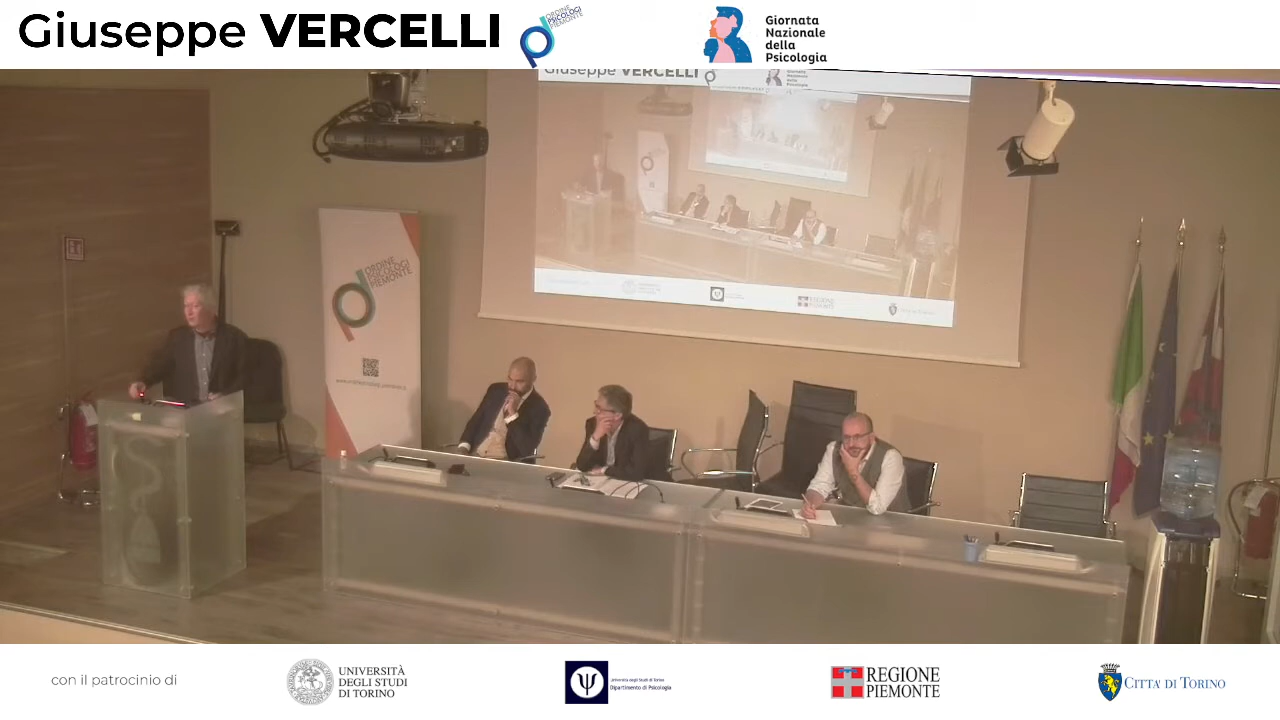 Giuseppe VERCELLI
ORDINE
PSICOLOGI
PIEMONTE
Giornata
Nazionale
della
Psicologia
Giuseppe VERCELLI
ORDINE
PSICOLOGI
PIEMONTE
con il patrocinio di
UNIVERSITÀ
DEGLI STUDI
DI TORINO
Università degli Studi di Torino
Dipartimento di Psicologia
REGIONE
PIEMONTE
CITTA' DI TORINO